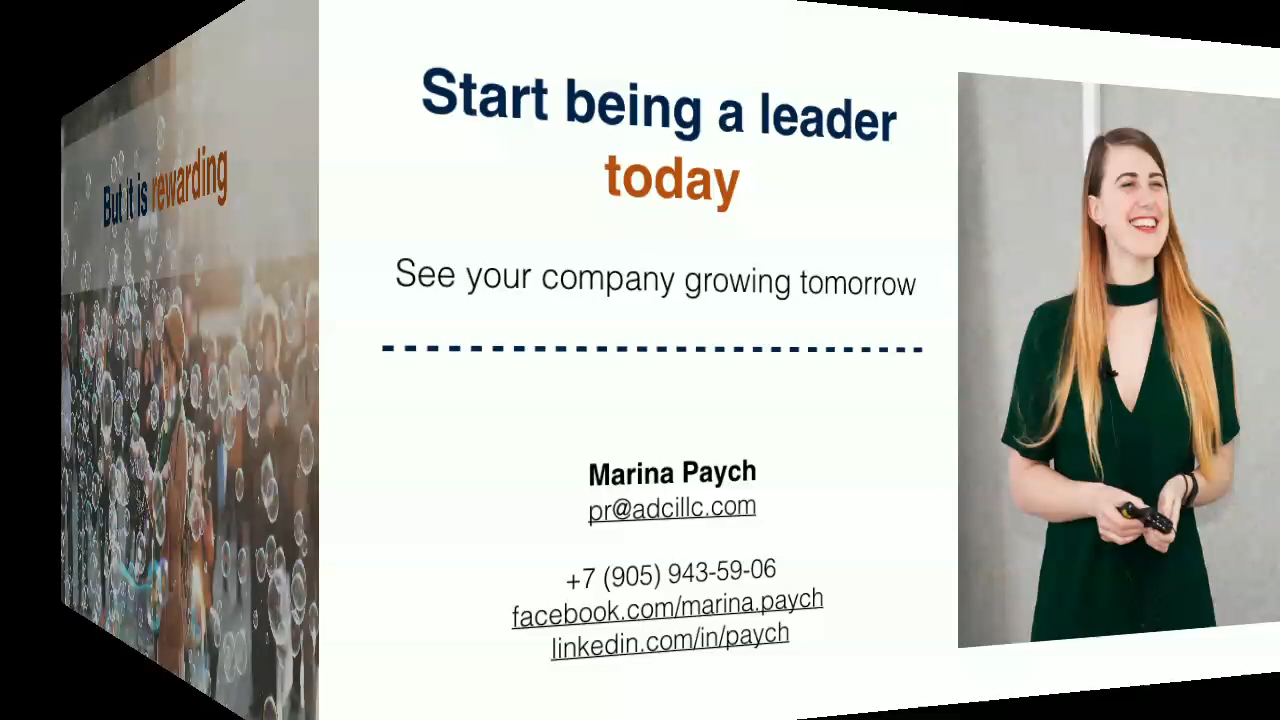 But it is rewarding
Start being a leader
today
See your company growing tomorrow
Marina Paych
pr@adcillc.com
+7 (905) 943-59-06
facebook.com/marina.paych
linkedin.com/in/paych